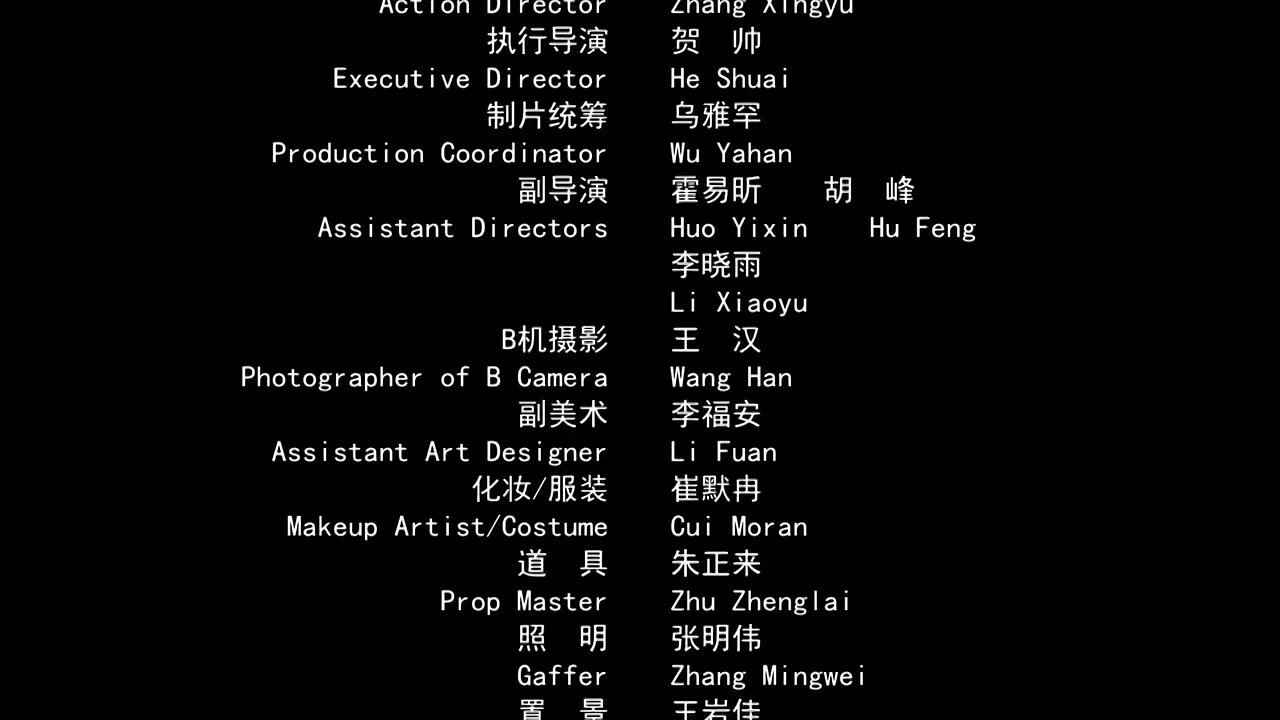 Action Director Zhang Xingyu
执行导演 贺 帅
Executive Director He Shuai
制片统筹 乌雅罕
Production Coordinator Wu Yahan
副导演 霍易昕 胡 峰
Assistant Directors Huo Yixin Hu Feng
李晓雨
Li Xiaoyu
B机摄影 王 汉
Photographer of B Camera Wang Han
副美术 李福安
Assistant Art Designer Li Fuan
化妆/服装 崔默冉
Makeup Artist/Costume Cui Moran
道 具 朱正来
Prop Master Zhu Zhenglai
照 明 张明伟
Gaffer Zhang Mingwei
置 景 王岩佳